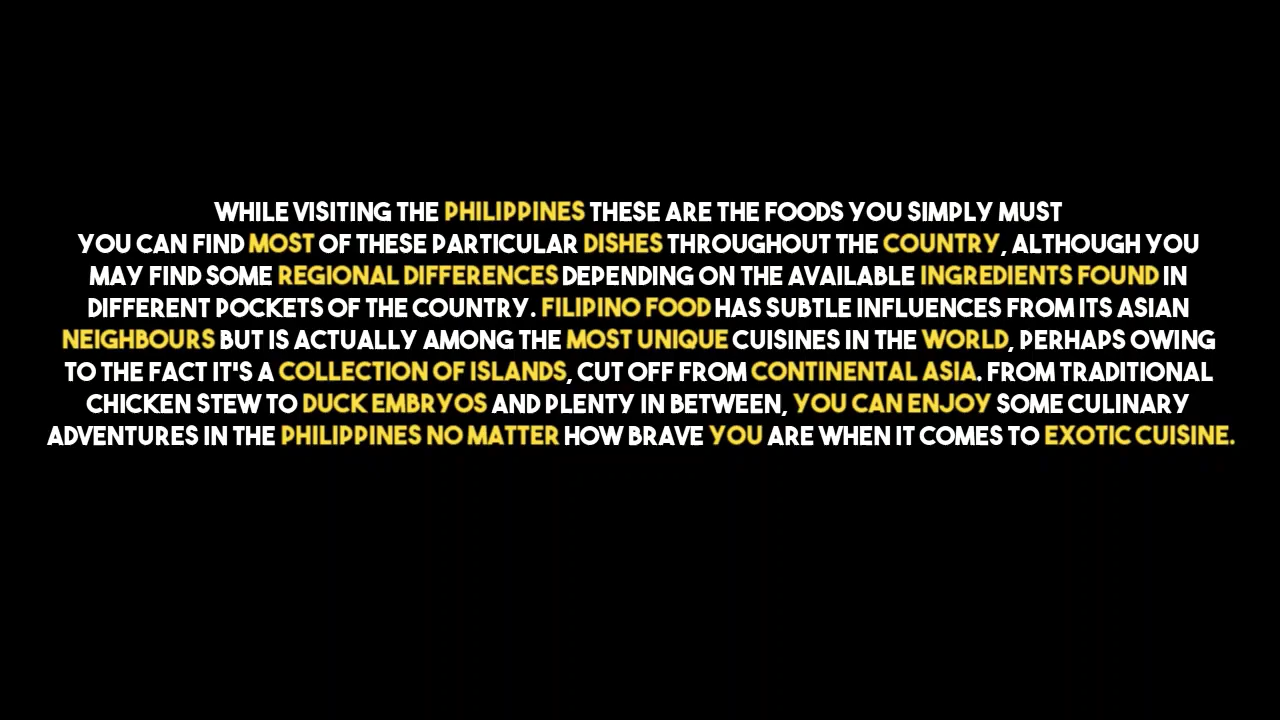 WHILE VISITING THE PHILIPPINES THESE ARE THE FOODS YOU SIMPLY MUST
YOU CAN FIND MOST OF THESE PARTICULAR DISHES THROUGHOUT THE COUNTRY, ALTHOUGH YOU
MAY FIND SOME REGIONAL DIFFERENCES DEPENDING ON THE AVAILABLE INGREDIENTS FOUND IN
DIFFERENT POCKETS OF THE COUNTRY. FILIPINO FOOD HAS SUBTLE INFLUENCES FROM ITS ASIAN
NEIGHBOURS BUT IS ACTUALLY AMONG THE MOST UNIQUE CUISINES IN THE WORLD, PERHAPS OWING
TO THE FACT IT'S A COLLECTION OF ISLANDS, CUT OFF FROM CONTINENTAL ASIA. FROM TRADITIONAL
CHICKEN STEW TO DUCK EMBRYOS AND PLENTY IN BETWEEN, YOU CAN ENJOY SOME CULINARY
ADVENTURES IN THE PHILIPPINES NO MATTER HOW BRAVE YOU ARE WHEN IT COMES TO EXOTIC CUISINE.